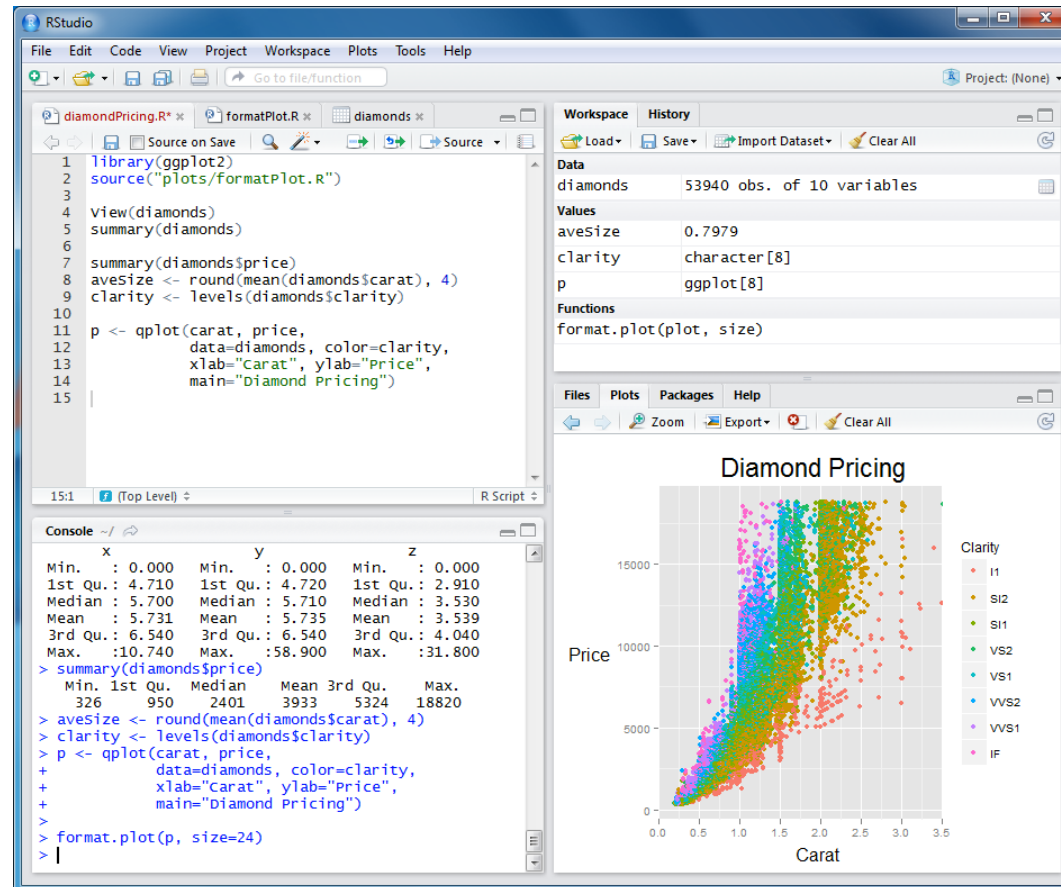 RStudio
File Edit Code View Project Workspace Plots Tools Help
Go to file/function
Project: (None)
diamondPricing.R*
formatPlot.R
diamonds
Source on Save
Source
1 library(ggplot2)
2 source("plots/formatPlot.R")
3
4 View(diamonds)
5 summary(diamonds)
6
7 summary(diamonds$price)
8 aveSize <- round(mean(diamonds$carat), 4)
9 clarity <- levels(diamonds$clarity)
10
11 p <- qplot(carat, price,
12 data=diamonds, color=clarity,
13 xlab="Carat", ylab="Price",
14 main="Diamond Pricing")
15
15:1 (Top Level) R Script
Console ~/
x y z
Min. : 0.000 Min. : 0.000 Min. : 0.000
1st Qu.: 4.710 1st Qu.: 4.720 1st Qu.: 2.910
Median : 5.700 Median : 5.710 Median : 3.530
Mean : 5.731 Mean : 5.735 Mean : 3.539
3rd Qu.: 6.540 3rd Qu.: 6.540 3rd Qu.: 4.040
Max. :10.740 Max. :58.900 Max. :31.800
> summary(diamonds$price)
Min. 1st Qu. Median Mean 3rd Qu. Max.
326 950 2401 3933 5324 18820
> aveSize <- round(mean(diamonds$carat), 4)
> clarity <- levels(diamonds$clarity)
> p <- qplot(carat, price,
+ data=diamonds, color=clarity,
+ xlab="Carat", ylab="Price",
+ main="Diamond Pricing")
>
> format.plot(p, size=24)
>
Workspace History
Load Save Import Dataset Clear All
Data
diamonds 53940 obs. of 10 variables
Values
aveSize 0.7979
clarity character[8]
p ggplot[8]
Functions
format.plot(plot, size)
Files Plots Packages Help
Zoom Export Clear All
Diamond Pricing
Price
15000
10000
5000
0
0.0 0.5 1.0 1.5 2.0 2.5 3.0 3.5
Carat
Clarity
I1
SI2
SI1
VS2
VS1
VVS2
VVS1
IF